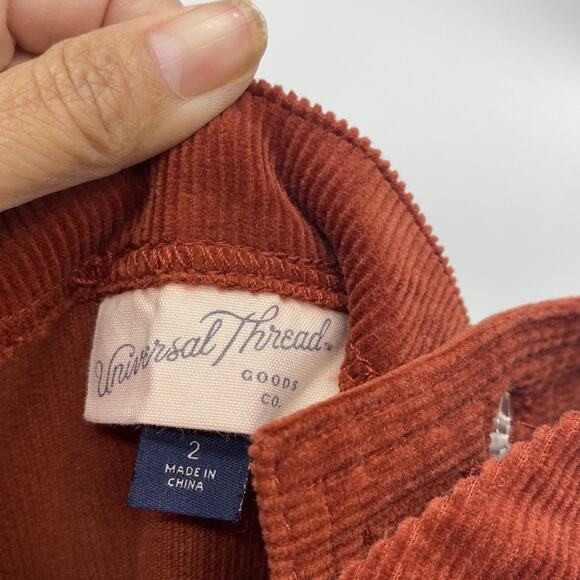 Universal Thread™
GOODS
CO.
2
MADE IN
CHINA